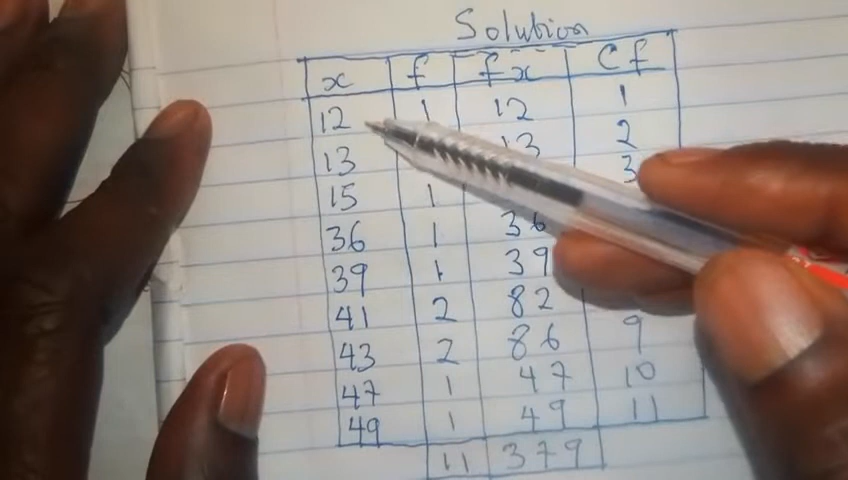 Solution
x f fx Cf
12 1 12 1
13 13 2
15 1 3
36 1 36
39 1 39
41 2 82
43 2 86 9
47 1 47 10
49 1 49 11
11 379